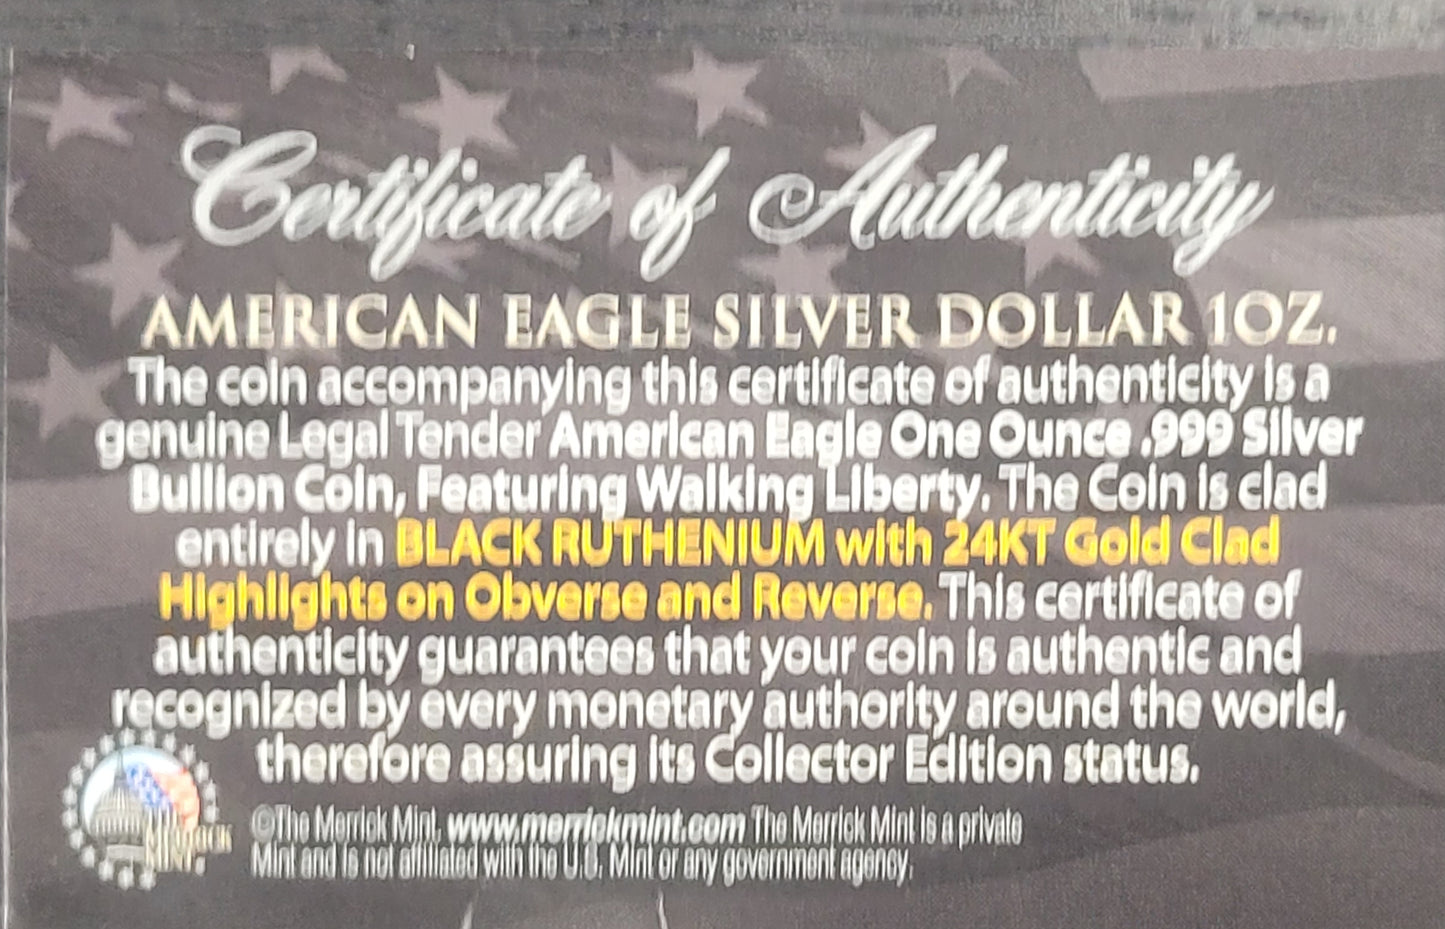 Certificate of Authenticity
AMERICAN EAGLE SILVER DOLLAR 1OZ.
The coin accompanying this certificate of authenticity is a
genuine Legal Tender American Eagle One Ounce .999 Silver
Bullion Coin, Featuring Walking Liberty. The Coin is clad
entirely in BLACK RUTHENIUM with 24KT Gold Clad
Highlights on Obverse and Reverse. This certificate of
authenticity guarantees that your coin is authentic and
recognized by every monetary authority around the world,
therefore assuring its Collector Edition status.
©The Merrick Mint. www.merrickmint.com The Merrick Mint is a private
Mint and is not affiliated with the U.S. Mint or any government agency.
MINT